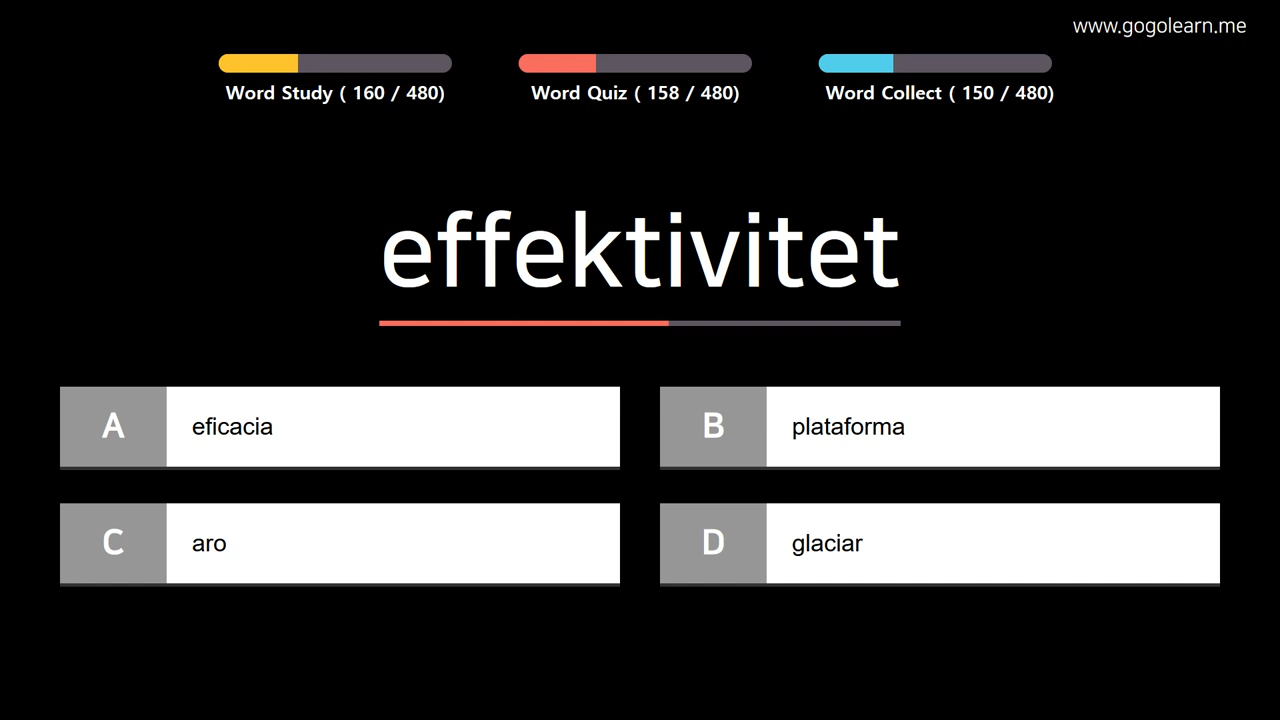 www.gogolearn.me
Word Study ( 160 / 480)
Word Quiz ( 158 / 480)
Word Collect ( 150 / 480)
effektivitet
A
eficacia
B
plataforma
C
aro
D
glaciar